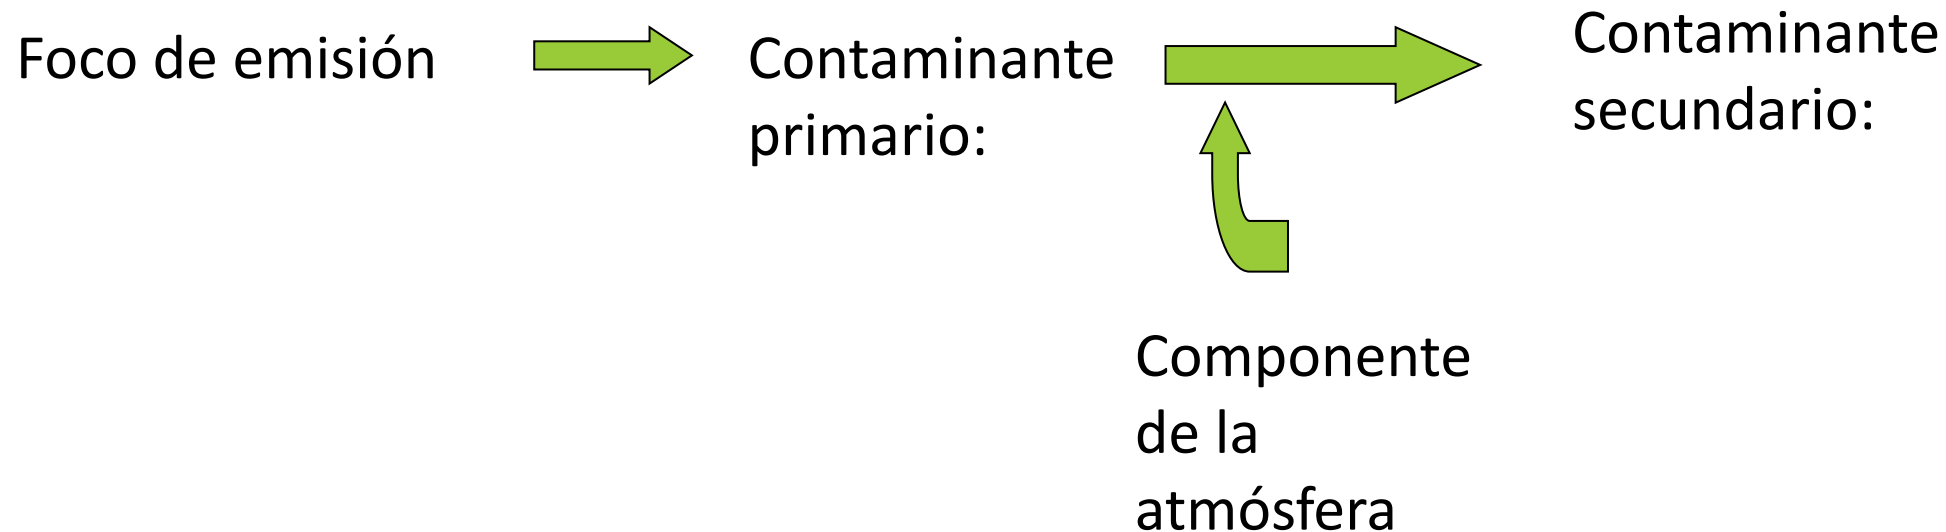 Foco de emisión
Contaminante
primario:
Contaminante
secundario:
Componente
de la
atmósfera